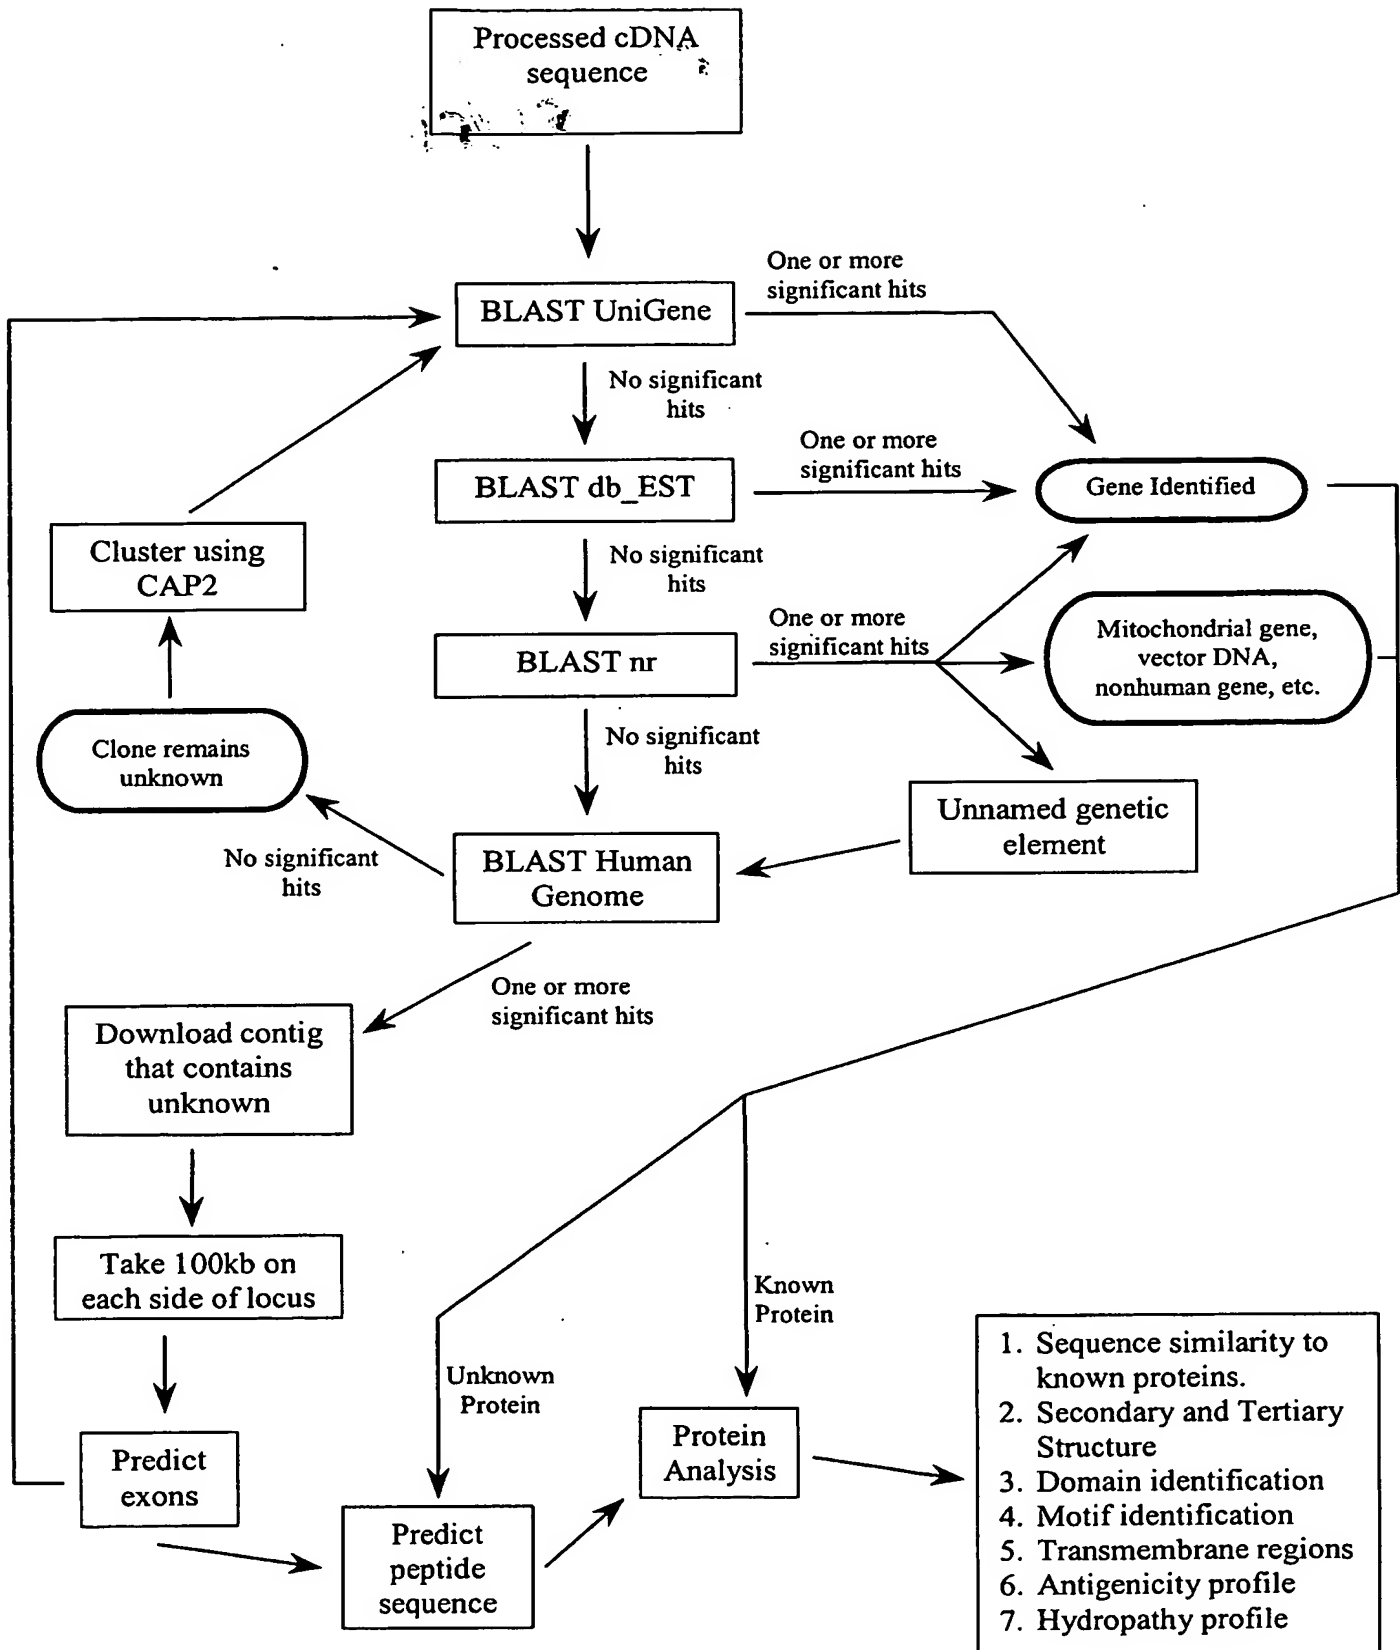 Processed cDNA
sequence
One or more
significant hits
BLAST UniGene
No significant
hits
One or more
significant hits
BLAST db_EST
Gene Identified
Cluster using
CAP2
No significant
hits
One or more
significant hits
BLAST nr
Mitochondrial gene,
vector DNA,
nonhuman gene, etc.
Clone remains
unknown
No significant
hits
Unnamed genetic
element
No significant
hits
BLAST Human
Genome
One or more
significant hits
Download contig
that contains
unknown
Take 100kb on
each side of locus
Known
Protein
Unknown
Protein
Predict
exons
Protein
Analysis
Predict
peptide
sequence
1. Sequence similarity to
known proteins.
2. Secondary and Tertiary
Structure
3. Domain identification
4. Motif identification
5. Transmembrane regions
6. Antigenicity profile
7. Hydropathy profile